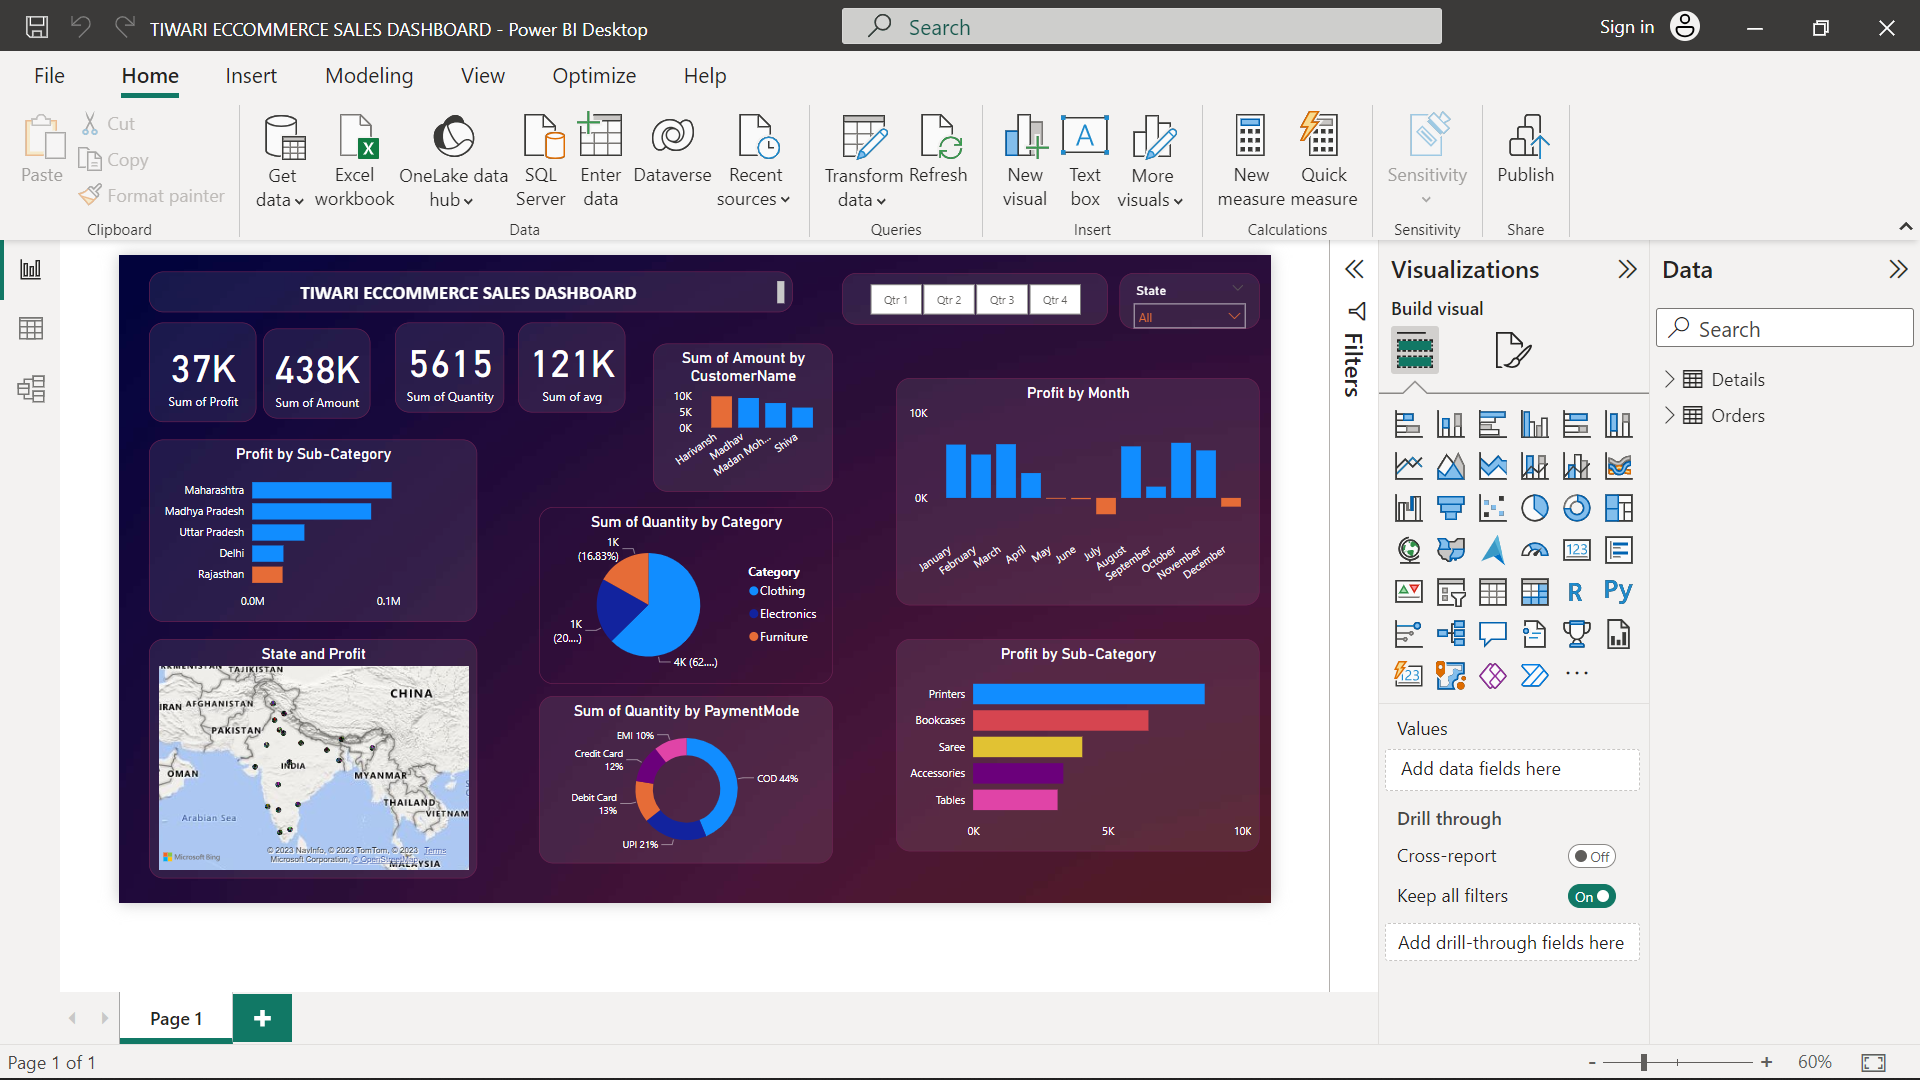 TIWARI ECCOMMERCE SALES DASHBOARD - Power BI Desktop
Search
Sign in
File
Home
Insert
Modeling
View
Optimize
Help
Paste
Cut
Copy
Format painter
Clipboard
Get
data
Excel
workbook
OneLake data
hub
SQL
Server
Enter
data
Dataverse
Recent
sources
Data
Transform
data
Refresh
Queries
New
visual
Text
box
More
visuals
Insert
New
measure
Quick
measure
Calculations
Sensitivity
Sensitivity
Publish
Share
TIWARI ECCOMMERCE SALES DASHBOARD
Qtr 1
Qtr 2
Qtr 3
Qtr 4
State
All
37K
Sum of Profit
438K
Sum of Amount
5615
Sum of Quantity
121K
Sum of avg
Sum of Amount by
CustomerName
10K
5K
0K
Harivansh
Madhav
Madan Moh...
Shiva
Profit by Month
10K
0K
January
February
March
April
May
June
July
August
September
October
November
December
Profit by Sub-Category
Maharashtra
Madhya Pradesh
Uttar Pradesh
Delhi
Rajasthan
0.0M
0.1M
Sum of Quantity by Category
1K
(16.83%)
1K
(20....)
4K (62....)
Category
Clothing
Electronics
Furniture
State and Profit
TAJIKISTAN
CHINA
IRAN
AFGHANISTAN
PAKISTAN
INDIA
OMAN
MYANMAR
THAILAND
VIETNAM
Arabian Sea
Microsoft Bing
© 2023 NavInfo, © 2023 TomTom, © 2023 Terms
Microsoft Corporation, © OpenStreetMap
MALAYSIA
Sum of Quantity by PaymentMode
EMI 10%
Credit Card
12%
Debit Card
13%
UPI 21%
COD 44%
Profit by Sub-Category
Printers
Bookcases
Saree
Accessories
Tables
0K
5K
10K
Filters
Visualizations
Build visual
123
R
Py
123
Values
Add data fields here
Drill through
Cross-report
Off
Keep all filters
On
Add drill-through fields here
Data
Search
Details
Orders
Page 1
Page 1 of 1
60%